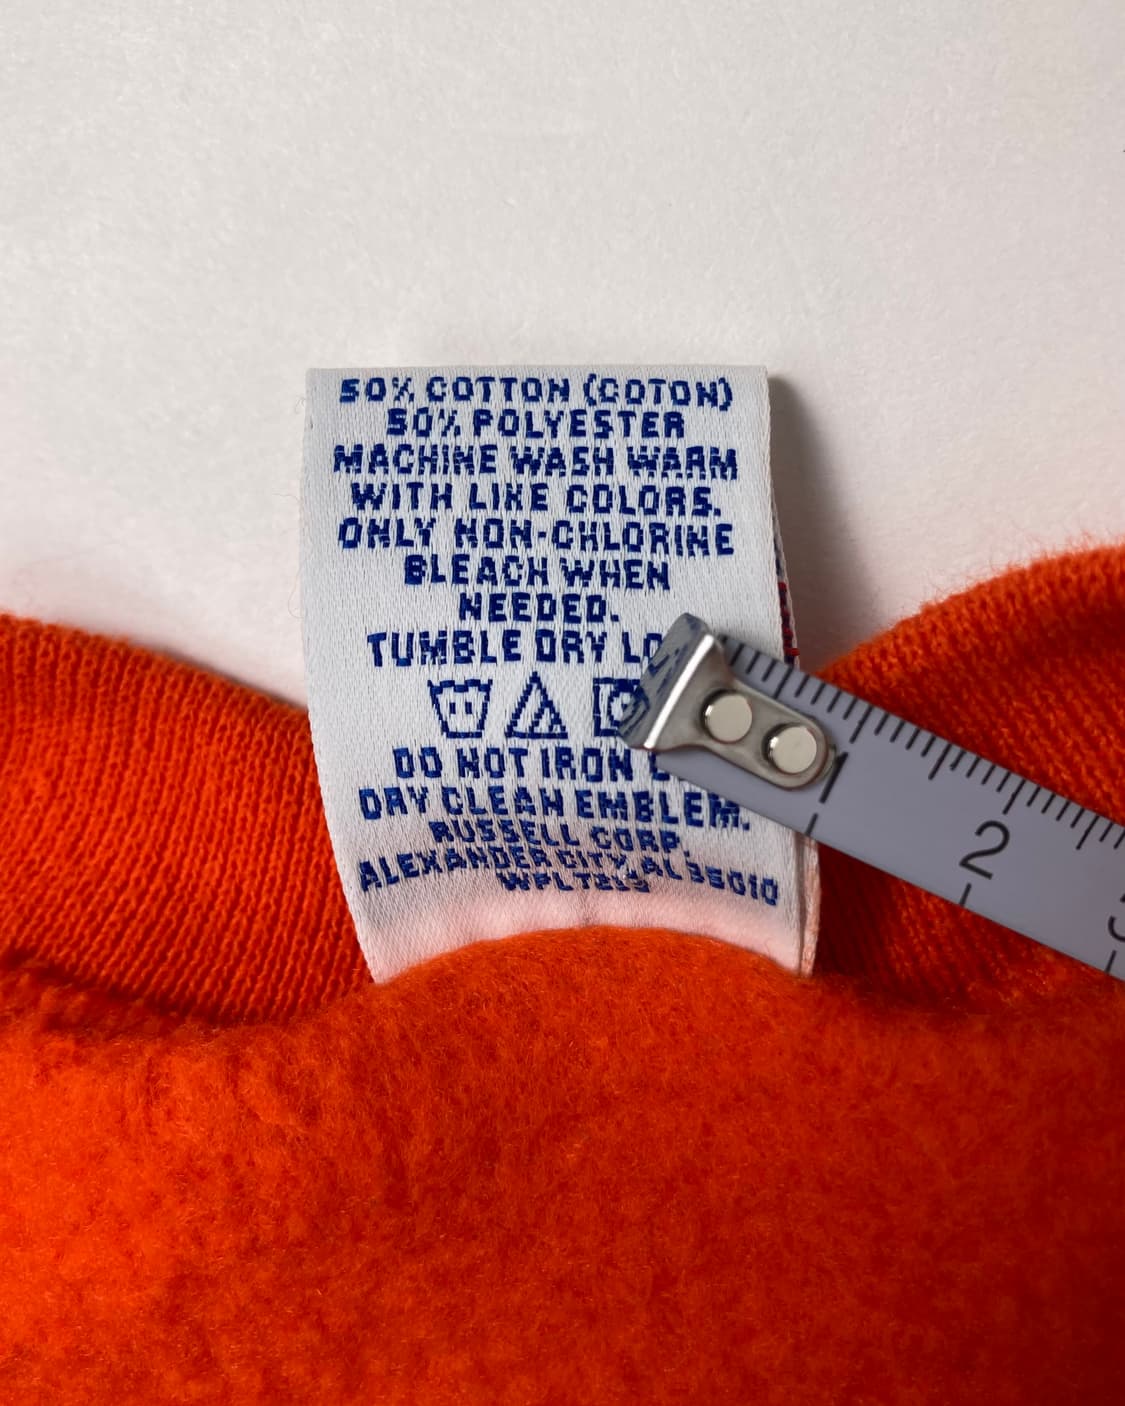 50% COTTON (COTON)
50% POLYESTER
MACHINE WASH WARM
WITH LIKE COLORS.
ONLY NON-CHLORINE
BLEACH WHEN
NEEDED.
TUMBLE DRY
DO NOT IRON
DRY CLEAN EMBLEM.
RUSSELL CORP.
ALEXANDER CITY, AL 35010
1
2